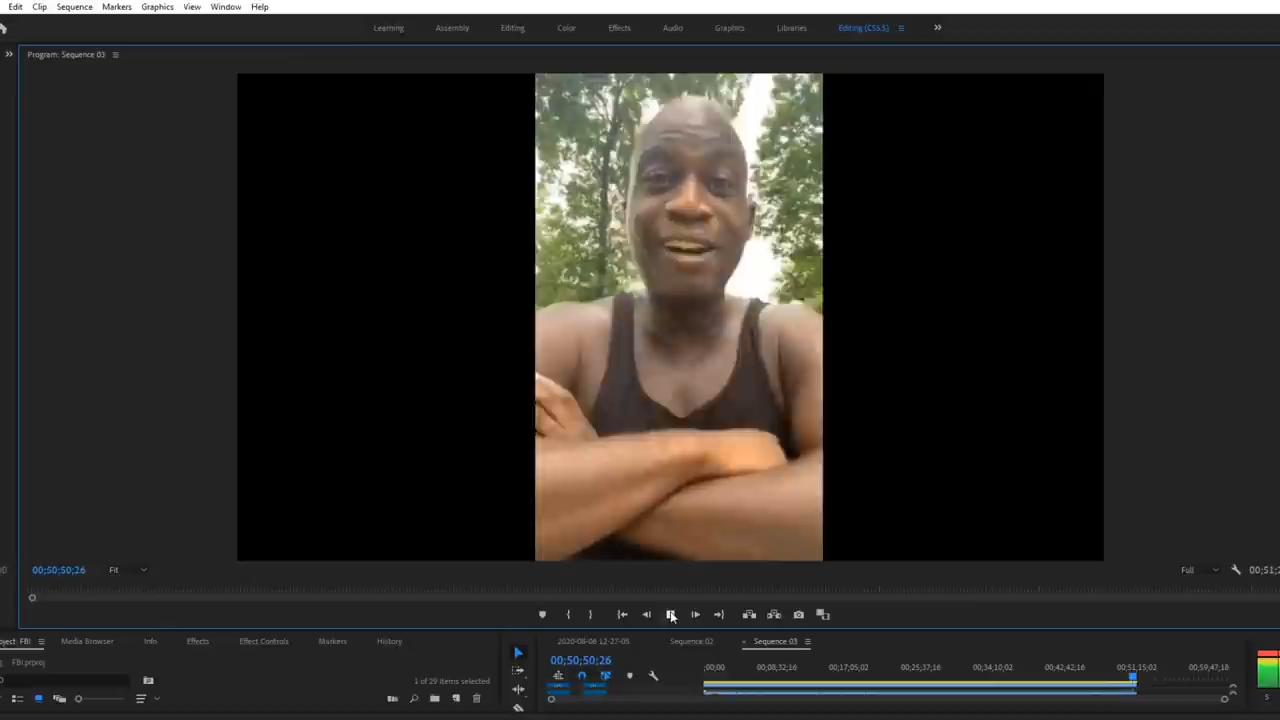 Edit Clip Sequence Markers Graphics View Window Help
Learning Assembly Editing Color Effects Audio Graphics Libraries Editing (CS5.5)
Program: Sequence 03
00;50;50;26 Fit Full
Media Browser Info Effects Effect Controls Markers History
2020-08-06 12-27-05 Sequence 02 × Sequence 03
FBI.prproj
00;50;50;26
;00;00 00;08;32;16 00;17;05;02 00;25;37;16 00;34;10;02 00;42;42;16 00;51;15;02 00;59;47;18
1 of 29 items selected
S